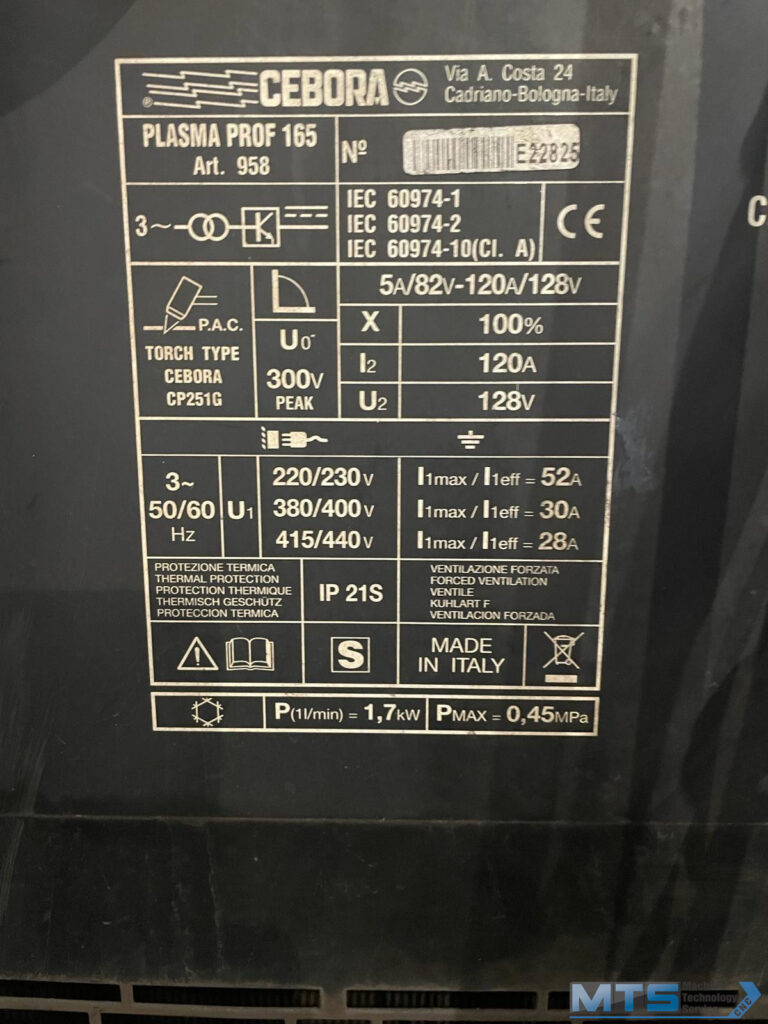 CEBORA
Via A. Costa 24
Cadriano-Bologna-Italy
PLASMA PROF 165
Art. 958
Nº
E22825
3~
IEC 60974-1
IEC 60974-2
IEC 60974-10(Cl. A)
CE
P.A.C.
TORCH TYPE
CEBORA
CP251G
U0-
300V
PEAK
5A/82V-120A/128V
X 100%
I2 120A
U2 128V
3~
50/60
Hz
U1
220/230V I1max / I1eff = 52A
380/400V I1max / I1eff = 30A
415/440V I1max / I1eff = 28A
PROTEZIONE TERMICA
THERMAL PROTECTION
PROTECTION THERMIQUE
THERMISCH GESCHÜTZ
PROTECCION TERMICA
IP 21S
VENTILAZIONE FORZATA
FORCED VENTILATION
VENTILE
KUHLART F
VENTILACION FORZADA
S
MADE
IN ITALY
P(1l/min) = 1,7kW
PMAX = 0,45MPa
C
MTS
Machine
Technology
Service
CNC